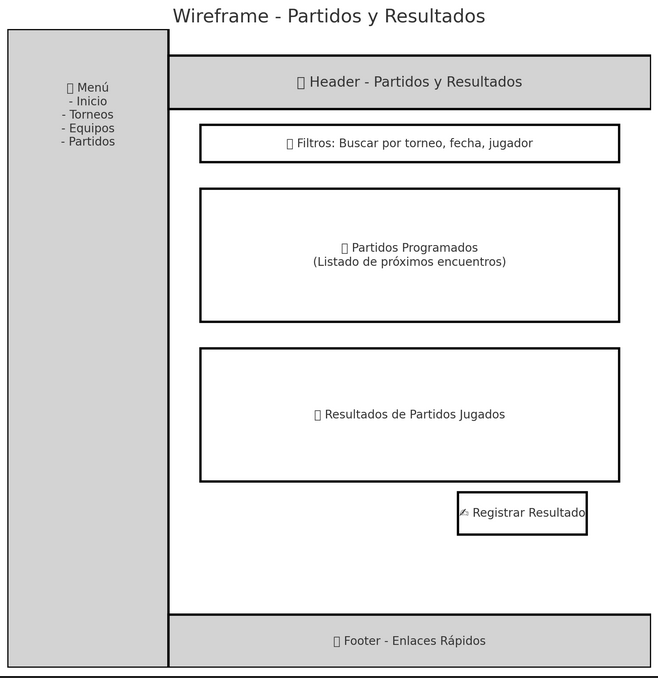 Wireframe - Partidos y Resultados
Menú
- Inicio
- Torneos
- Equipos
- Partidos
Header - Partidos y Resultados
Filtros: Buscar por torneo, fecha, jugador
Partidos Programados
(Listado de próximos encuentros)
Resultados de Partidos Jugados
✍ Registrar Resultado
Footer - Enlaces Rápidos